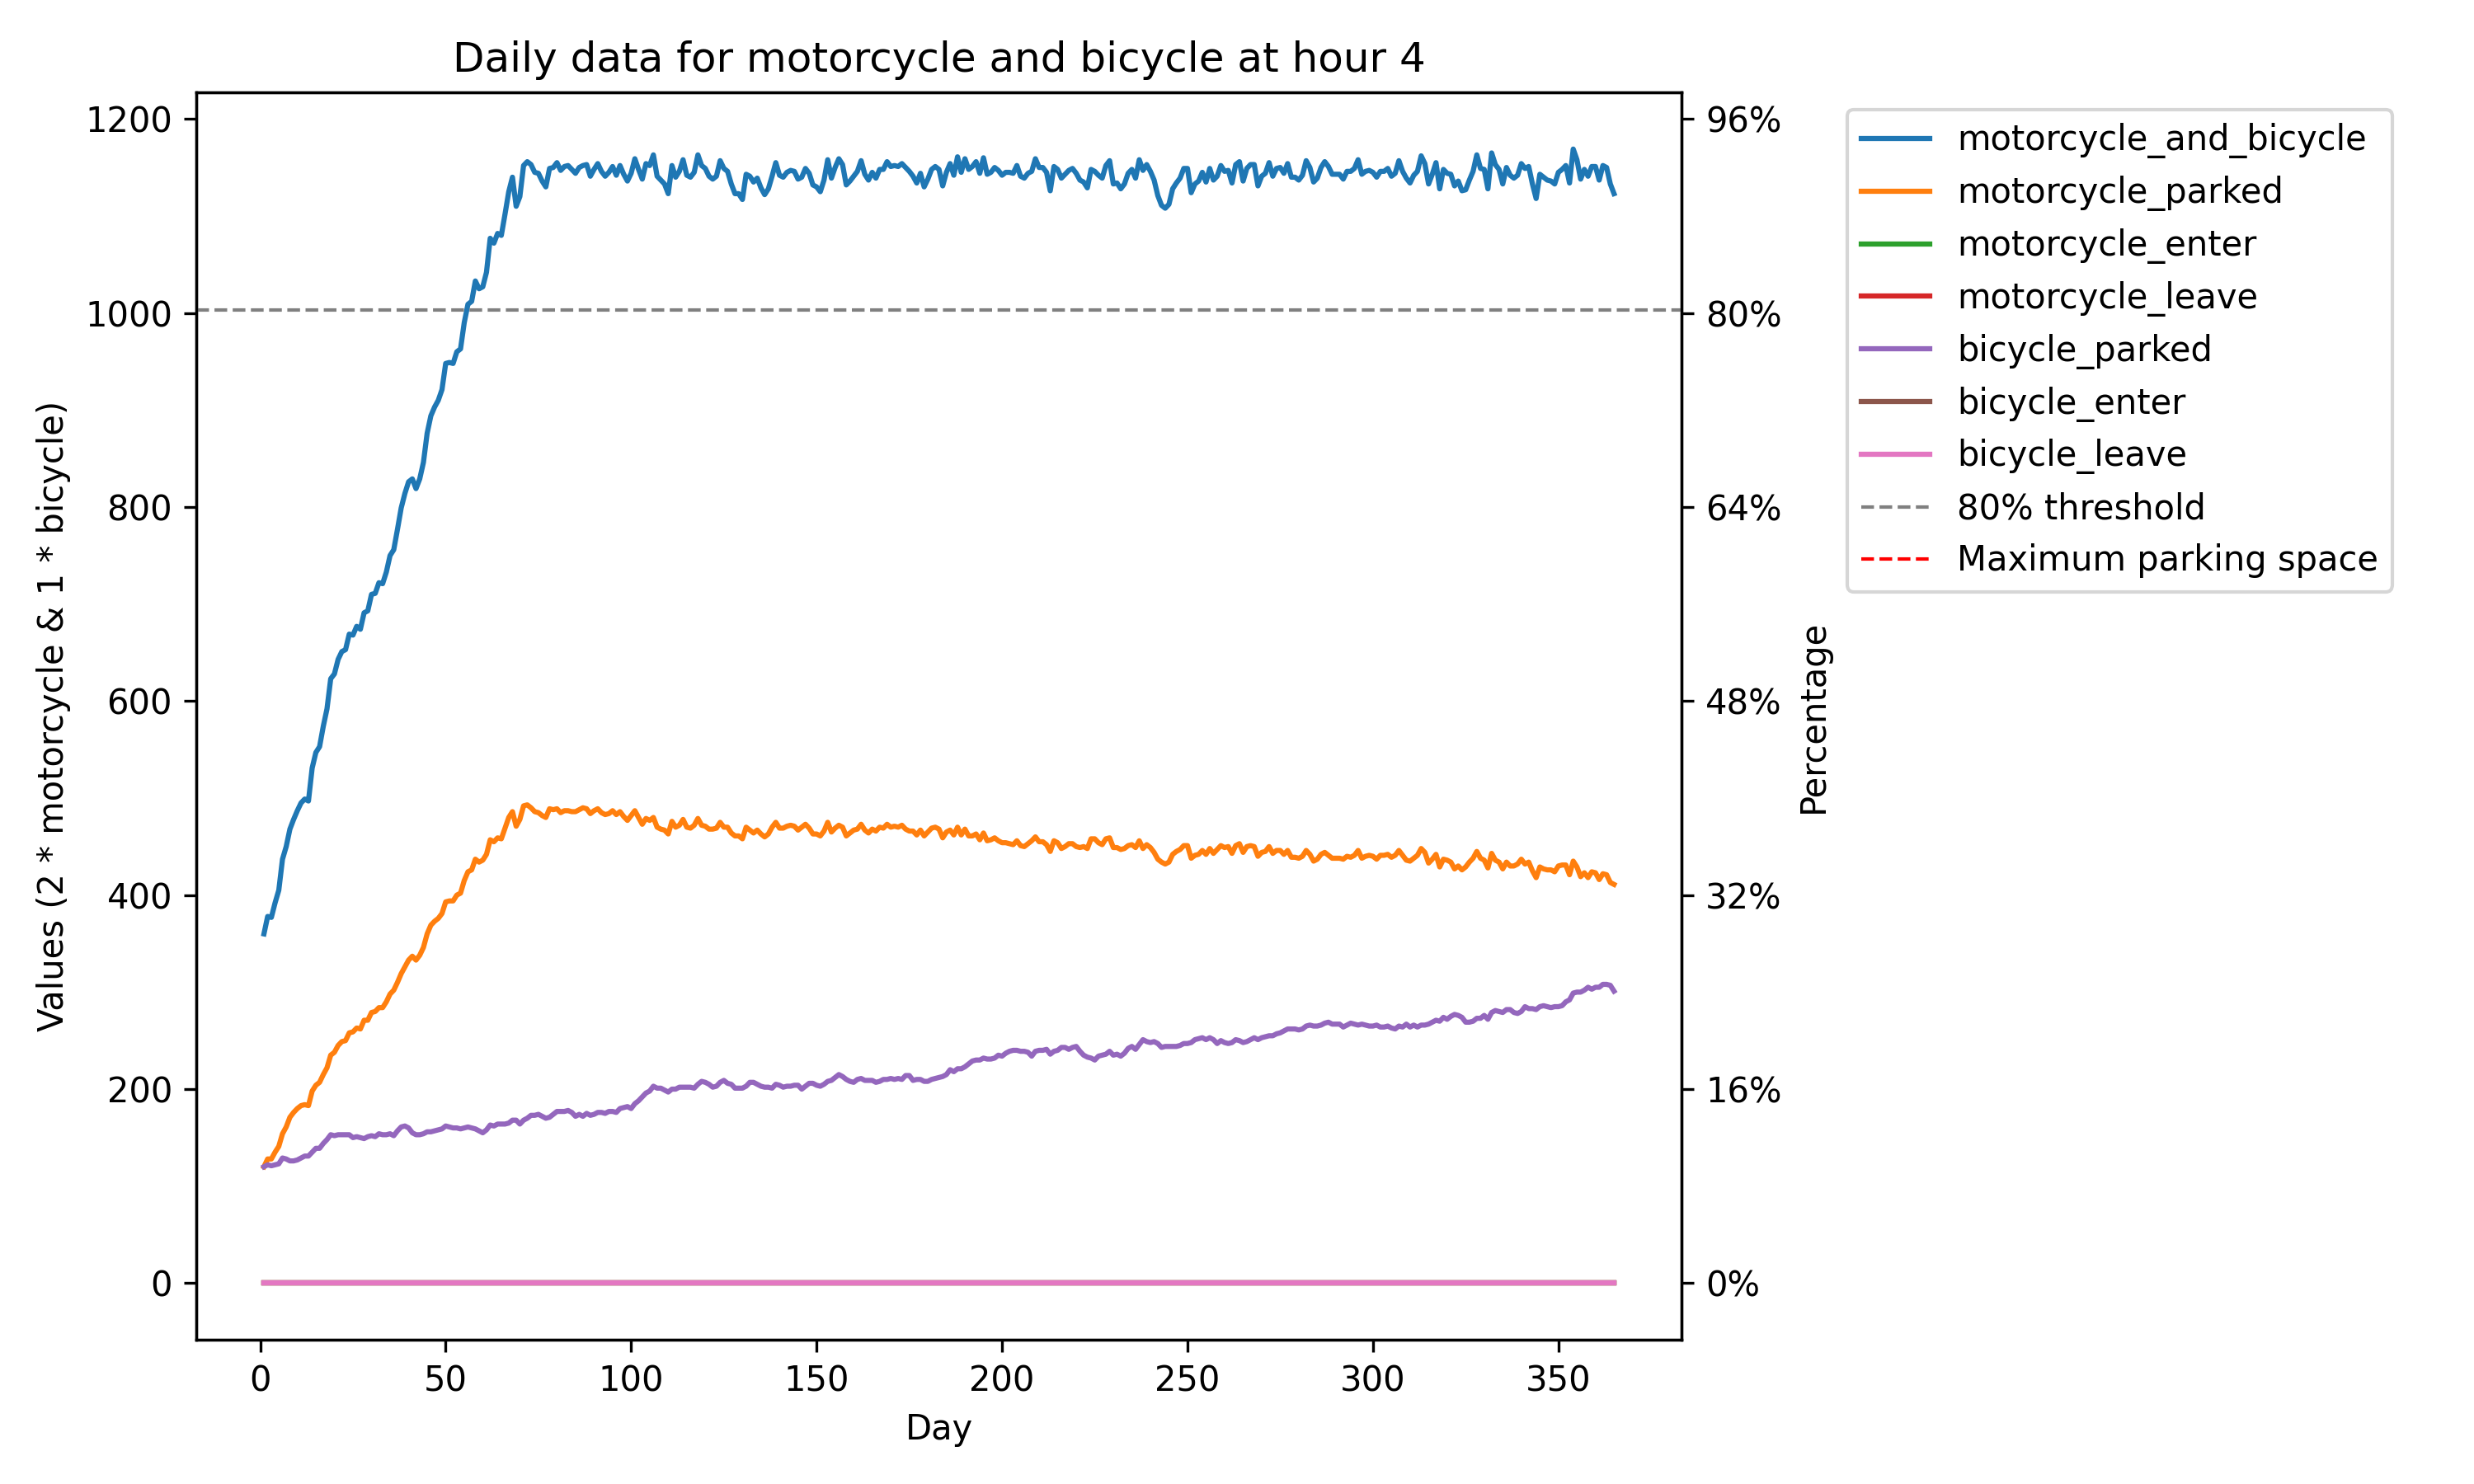 Daily data for motorcycle and bicycle at hour 4
Values (2 * motorcycle & 1 * bicycle)
1200
1000
800
600
400
200
0
0
50
100
150
200
250
300
350
Day
96%
80%
64%
48%
32%
16%
0%
Percentage
motorcycle_and_bicycle
motorcycle_parked
motorcycle_enter
motorcycle_leave
bicycle_parked
bicycle_enter
bicycle_leave
80% threshold
Maximum parking space